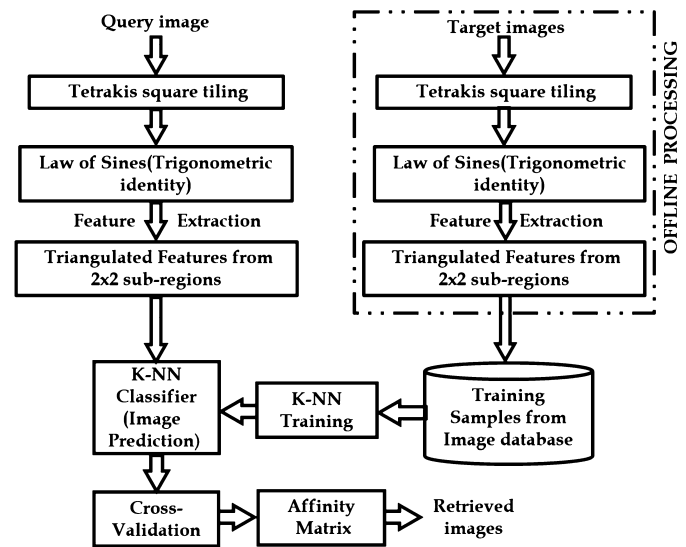 Query image
Tetrakis square tiling
Law of Sines(Trigonometric
identity)
Feature Extraction
Triangulated Features from
2x2 sub-regions
Target images
Tetrakis square tiling
Law of Sines(Trigonometric
identity)
Feature Extraction
Triangulated Features from
2x2 sub-regions
OFFLINE PROCESSING
K-NN
Classifier
(Image
Prediction)
K-NN
Training
Training
Samples from
Image database
Cross-
Validation
Affinity
Matrix
Retrieved
images